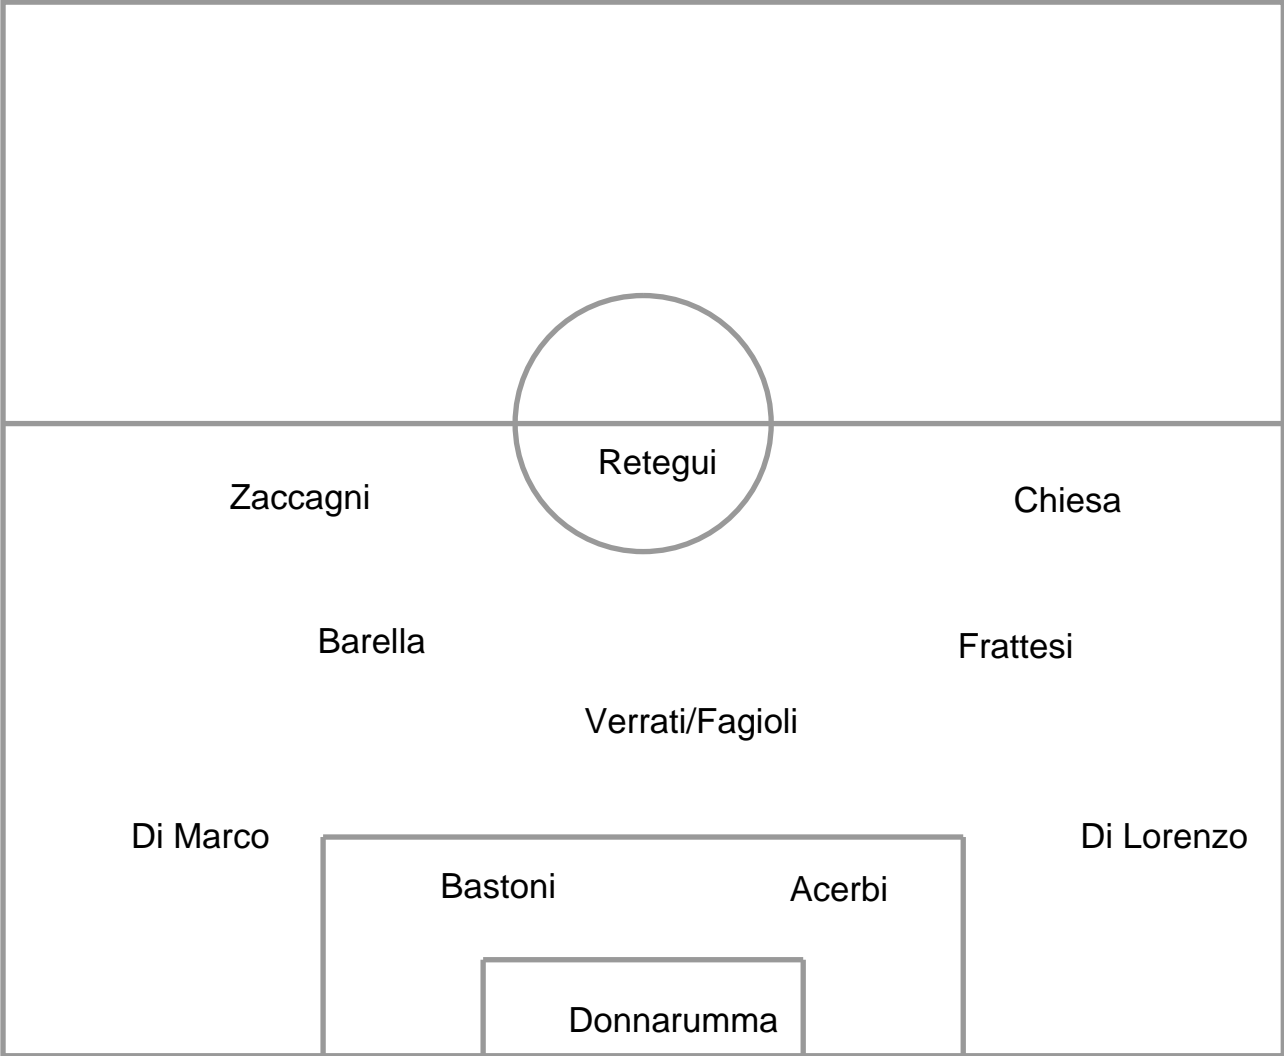 Retegui
Zaccagni
Chiesa
Barella
Frattesi
Verrati/Fagioli
Di Marco
Di Lorenzo
Bastoni
Acerbi
Donnarumma